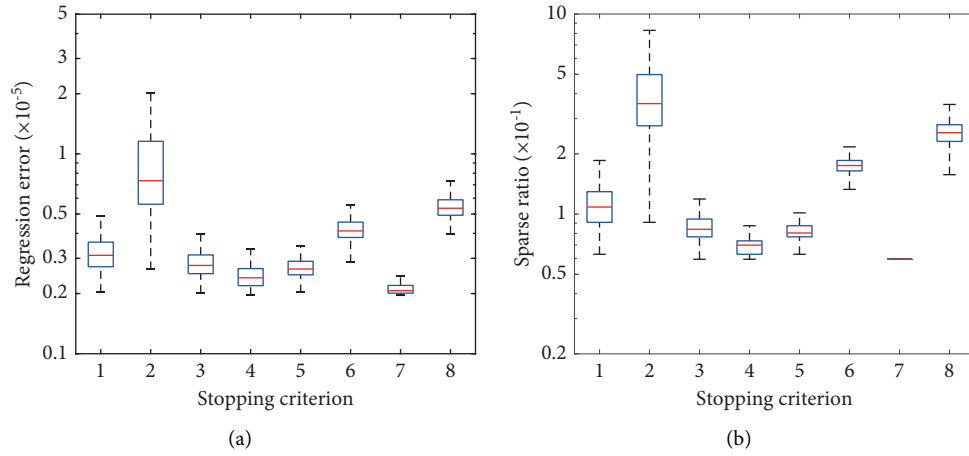 Regression error (×10-5)
5
3
2
1
0.5
0.3
0.2
0.1
1 2 3 4 5 6 7 8
Stopping criterion
(a)
Sparse ratio (×10-1)
10
5
2
1
0.5
0.2
1 2 3 4 5 6 7 8
Stopping criterion
(b)